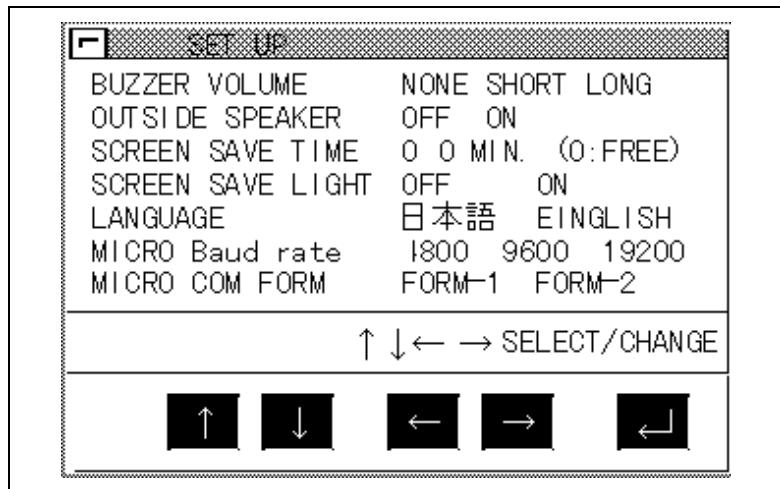 SET UP
BUZZER VOLUME NONE SHORT LONG
OUTSIDE SPEAKER OFF ON
SCREEN SAVE TIME 0 0 MIN. (0:FREE)
SCREEN SAVE LIGHT OFF ON
LANGUAGE 日本語 EINGLISH
MICRO Baud rate 4800 9600 19200
MICRO COM FORM FORM-1 FORM-2
↑ ↓ ← → SELECT/CHANGE
↑ ↓ ← → ↵